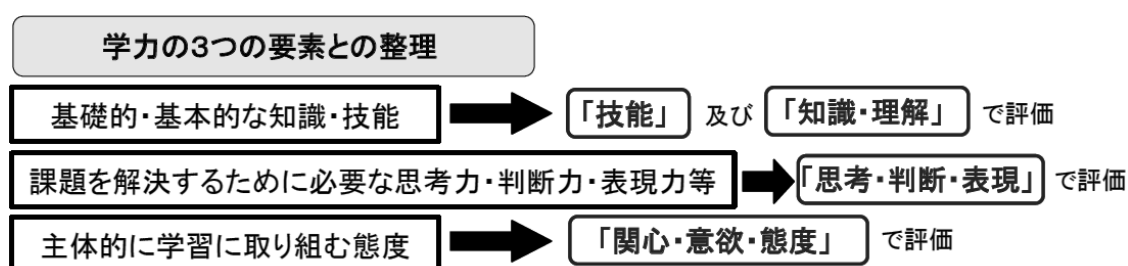 学力の3つの要素との整理
基礎的・基本的な知識・技能 「技能」 及び 「知識・理解」 で評価
課題を解決するために必要な思考力・判断力・表現力等 「思考・判断・表現」 で評価
主体的に学習に取り組む態度 「関心・意欲・態度」 で評価